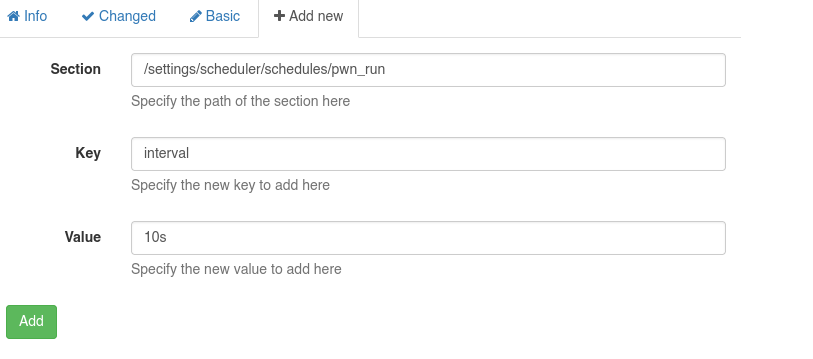 Info
Changed
Basic
Add new
Section
/settings/scheduler/schedules/pwn_run
Specify the path of the section here
Key
interval
Specify the new key to add here
Value
10s
Specify the new value to add here
Add